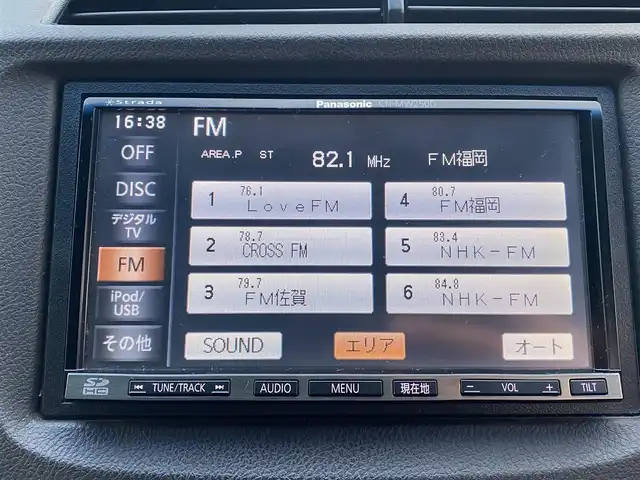 Strada
Panasonic CN-MW250D
16:38
FM
AREA.P ST 82.1 MHz FM福岡
OFF
DISC
デジタル
TV
FM
iPod/
USB
その他
1 76.1 LoveFM
4 80.7 FM福岡
2 78.7 CROSS FM
5 83.4 NHK-FM
3 79.7 FM佐賀
6 84.8 NHK-FM
SOUND エリア オート
SD HC TUNE/TRACK AUDIO MENU 現在地 − VOL + TILT